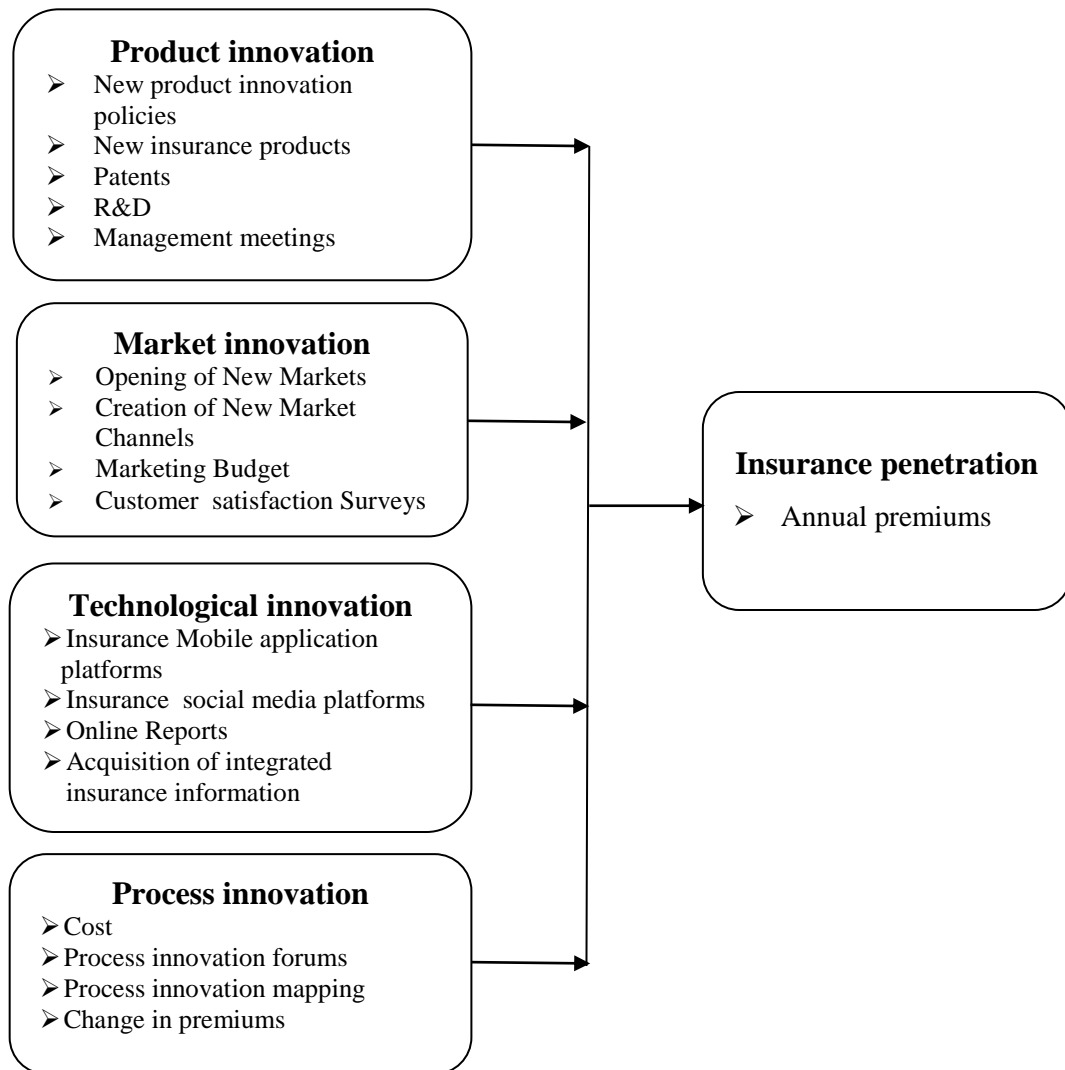 Product innovation
➢ New product innovation
policies
➢ New insurance products
➢ Patents
➢ R&D
➢ Management meetings
Market innovation
➢ Opening of New Markets
➢ Creation of New Market
Channels
➢ Marketing Budget
➢ Customer satisfaction Surveys
Technological innovation
➢ Insurance Mobile application
platforms
➢ Insurance social media platforms
➢ Online Reports
➢ Acquisition of integrated
insurance information
Process innovation
➢ Cost
➢ Process innovation forums
➢ Process innovation mapping
➢ Change in premiums
Insurance penetration
➢ Annual premiums